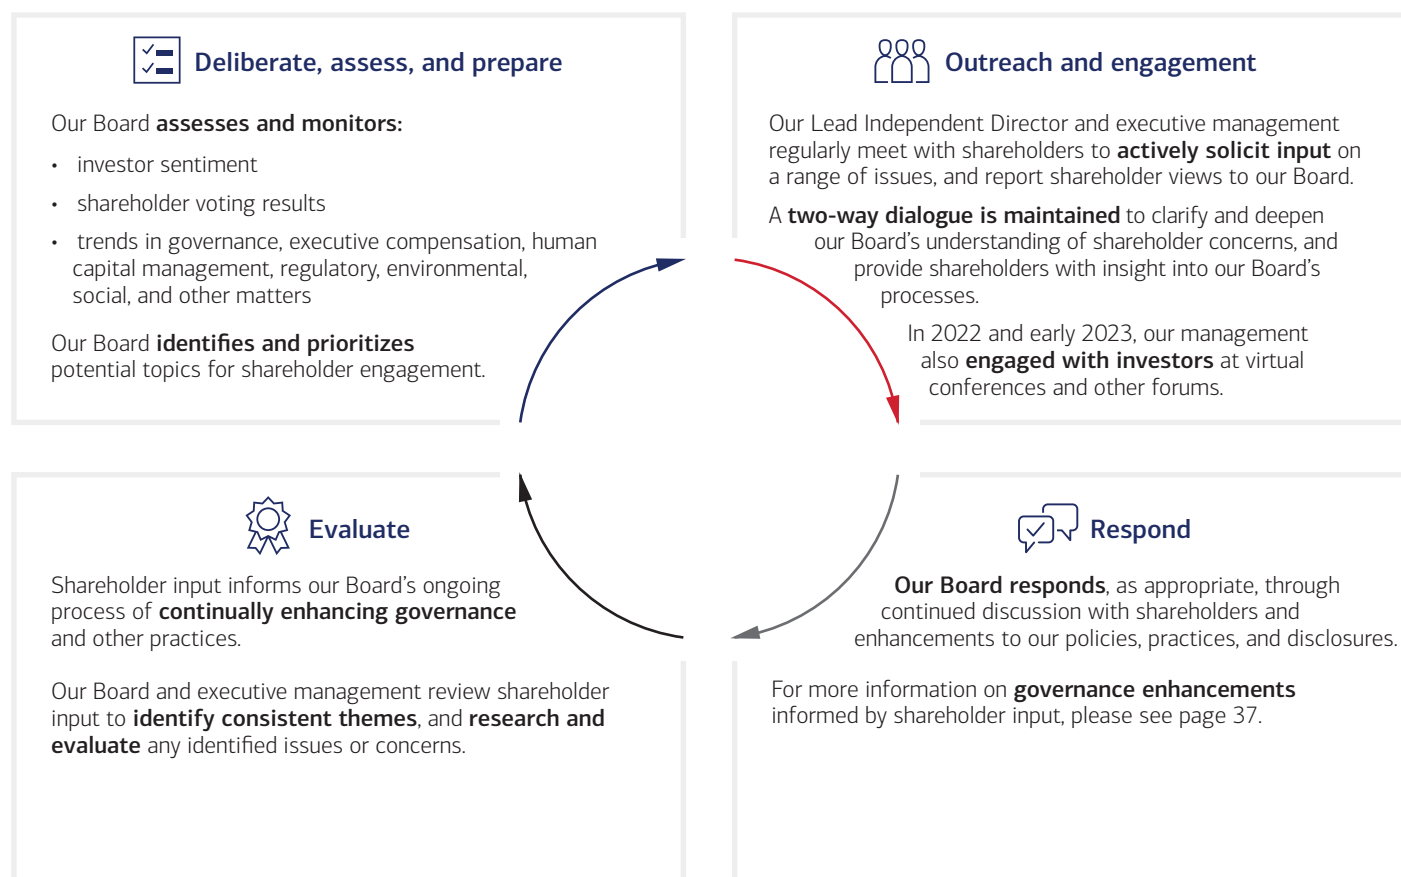 Deliberate, assess, and prepare
Our Board assesses and monitors:
• investor sentiment
• shareholder voting results
• trends in governance, executive compensation, human
capital management, regulatory, environmental,
social, and other matters
Our Board identifies and prioritizes
potential topics for shareholder engagement.
Outreach and engagement
Our Lead Independent Director and executive management
regularly meet with shareholders to actively solicit input on
a range of issues, and report shareholder views to our Board.
A two-way dialogue is maintained to clarify and deepen
our Board’s understanding of shareholder concerns, and
provide shareholders with insight into our Board’s
processes.
In 2022 and early 2023, our management
also engaged with investors at virtual
conferences and other forums.
Evaluate
Shareholder input informs our Board’s ongoing
process of continually enhancing governance
and other practices.
Our Board and executive management review shareholder
input to identify consistent themes, and research and
evaluate any identified issues or concerns.
Respond
Our Board responds, as appropriate, through
continued discussion with shareholders and
enhancements to our policies, practices, and disclosures.
For more information on governance enhancements
informed by shareholder input, please see page 37.